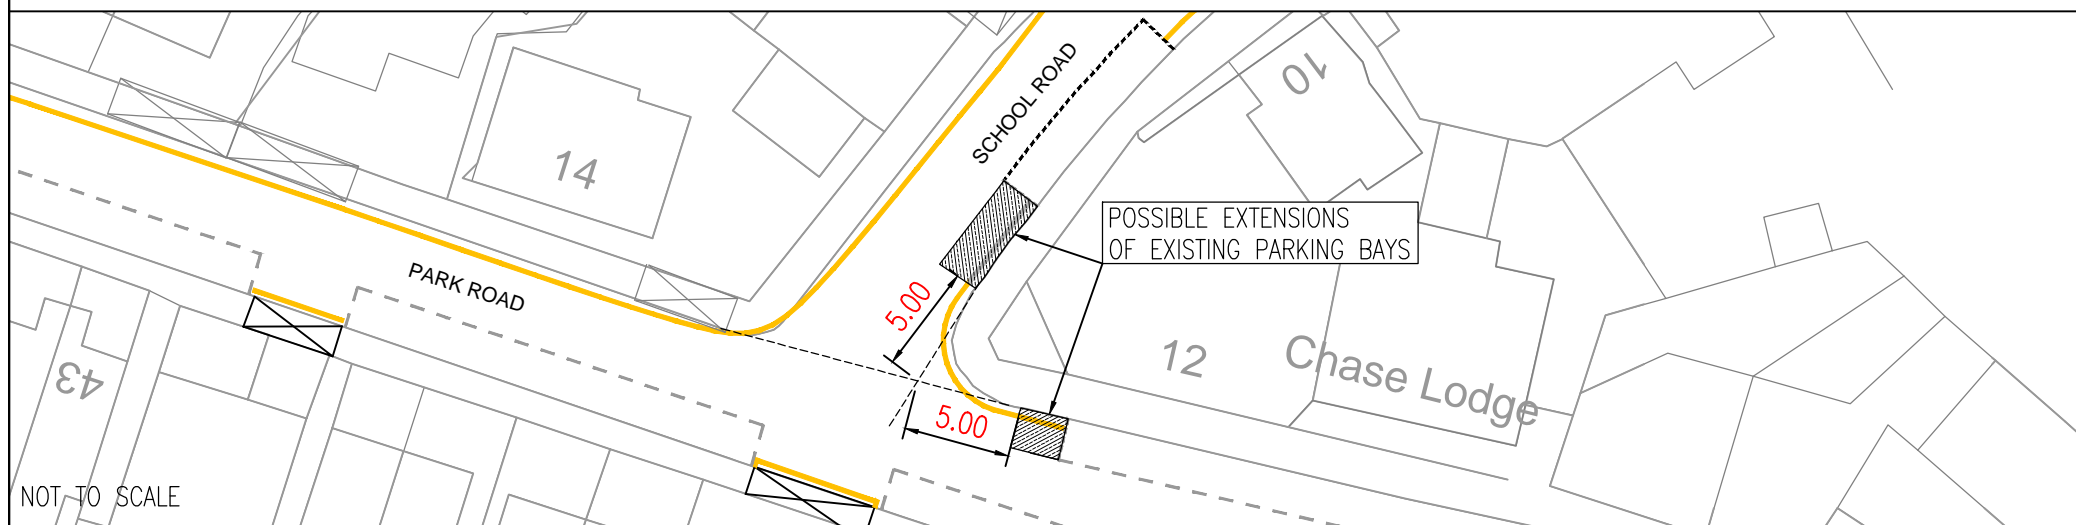 SCHOOL ROAD
10
14
POSSIBLE EXTENSIONS
OF EXISTING PARKING BAYS
PARK ROAD
5.00
12
Chase Lodge
43
5.00
NOT TO SCALE